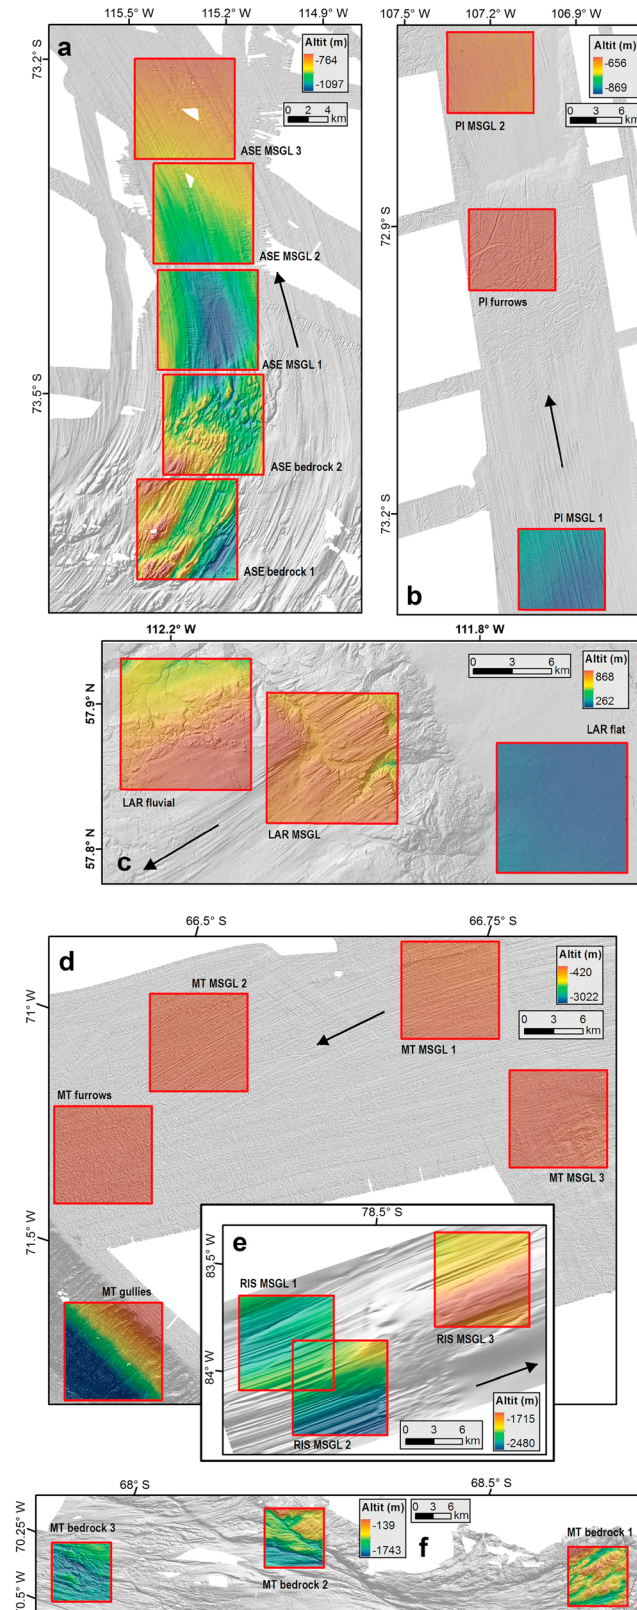 115.5°W 115.2°W 114.9°W
73.2° S
73.5° S
a
Altit (m)
-764
-1097
0 2 4
km
ASE MSGL 3
ASE MSGL 2
ASE MSGL 1
ASE bedrock 2
ASE bedrock 1
107.5°W 107.2°W 106.9°W
72.9° S
73.2° S
Altit (m)
-656
-869
0 3 6
km
PI MSGL 2
PI furrows
PI MSGL 1
b
112.2°W 111.8°W
57.9° N
57.8° N
0 3 6
km
Altit (m)
868
262
LAR flat
LAR fluvial
LAR MSGL
c
66.5° S 66.75° S
71° W
71.5° W
d
MT MSGL 2
Altit (m)
-420
-3022
0 3 6
km
MT MSGL 1
MT furrows
MT MSGL 3
MT gullies
78.5° S
83.5° W
84° W
e
RIS MSGL 1
RIS MSGL 3
RIS MSGL 2
0 3 6
km
Altit (m)
-1715
-2480
68° S 68.5° S
70.25° W
70.5° W
Altit (m)
-139
-1743
0 3 6
km
MT bedrock 3
MT bedrock 2
f
MT bedrock 1